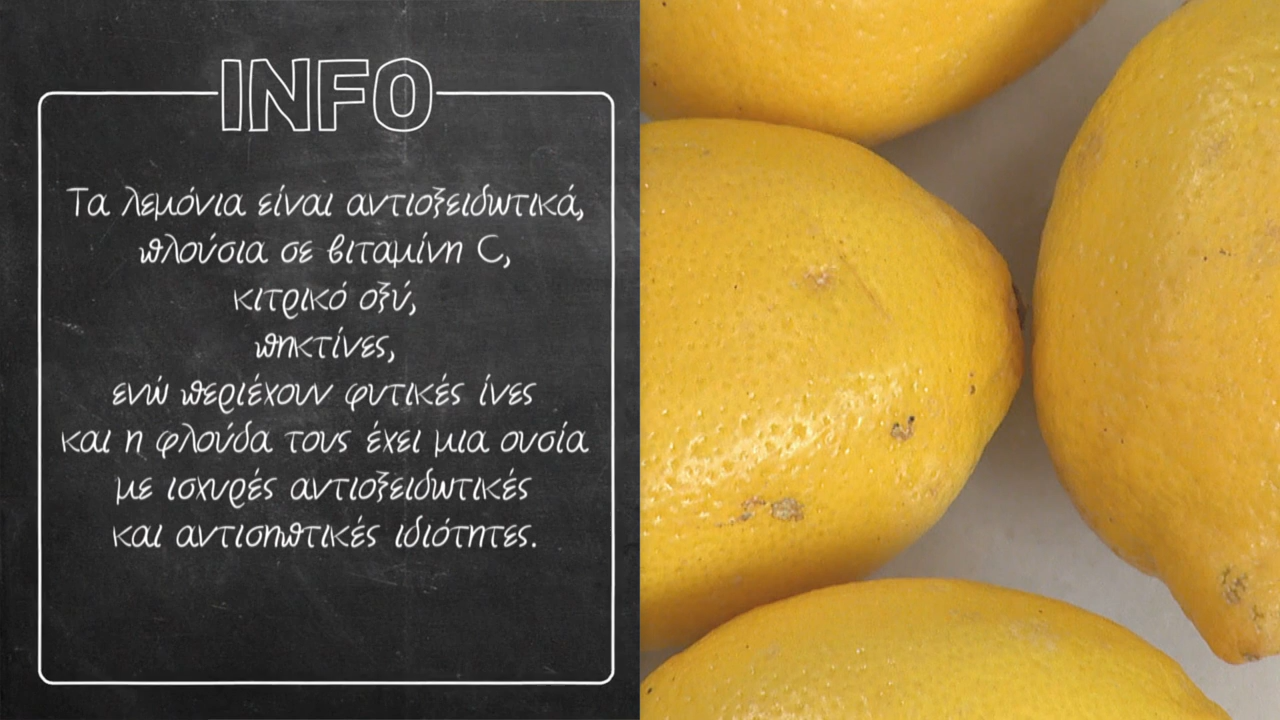 INFO
Τα λεμόνια είναι αντιοξειδωτικά,
πλούσια σε βιταμίνη C,
κιτρικό οξύ,
πηκτίνες,
ενώ περιέχουν φυτικές ίνες
και η φλούδα τους έχει μια ουσία
με ισχυρές αντιοξειδωτικές
και αντισηπτικές ιδιότητες.